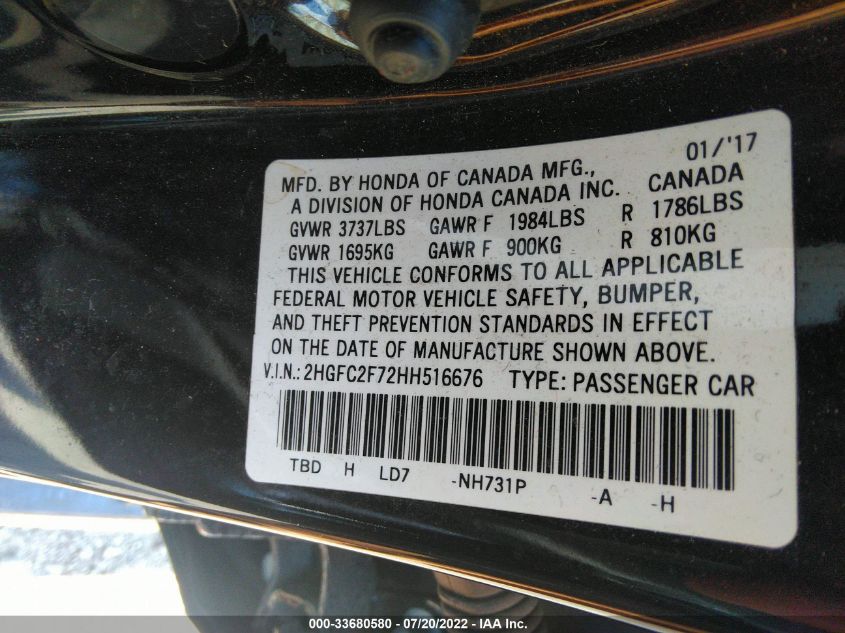 01/'17
MFD. BY HONDA OF CANADA MFG., CANADA
A DIVISION OF HONDA CANADA INC.
GVWR 3737LBS GAWR F 1984LBS R 1786LBS
GVWR 1695KG GAWR F 900KG R 810KG
THIS VEHICLE CONFORMS TO ALL APPLICABLE
FEDERAL MOTOR VEHICLE SAFETY, BUMPER,
AND THEFT PREVENTION STANDARDS IN EFFECT
ON THE DATE OF MANUFACTURE SHOWN ABOVE.
V.I.N.: 2HGFC2F72HH516676 TYPE: PASSENGER CAR
TBD H LD7 -NH731P -A -H
000-33680580 / 07/20/2022 - IAA Inc.